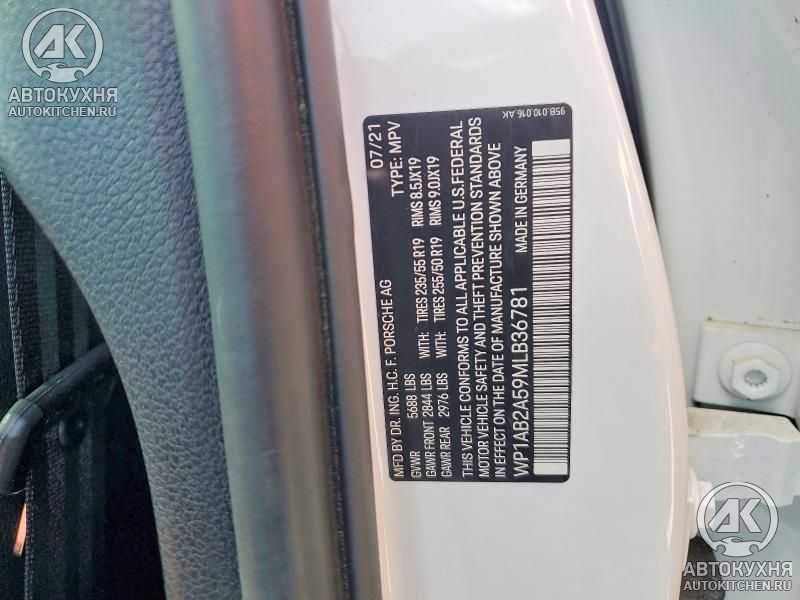 AK
АВТОКУХНЯ
AUTOKITCHEN.RU
95B.010.016 AK
MFD BY DR. ING. H.C. F. PORSCHE AG 07/21
GVWR 5688 LBS TYPE: MPV
GAWR FRONT 2844 LBS WITH: TIRES 235/55 R19 RIMS 8.5JX19
GAWR REAR 2976 LBS WITH: TIRES 255/50 R19 RIMS 9.0JX19
THIS VEHICLE CONFORMS TO ALL APPLICABLE U.S. FEDERAL
MOTOR VEHICLE SAFETY AND THEFT PREVENTION STANDARDS
IN EFFECT ON THE DATE OF MANUFACTURE SHOWN ABOVE
WP1AB2A59MLB36781 MADE IN GERMANY
AK
АВТОКУХНЯ
AUTOKITCHEN.RU